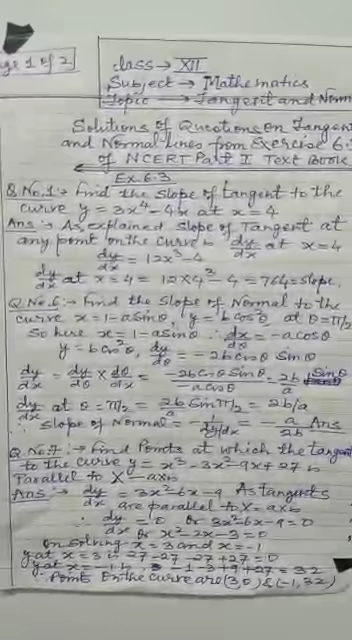 Page 1 of 2
Class → XII
Subject → Mathematics
Topic → Tangent and Norm
Solutions of Questions on Tangen
and Normal lines from Exercise 6.3
of NCERT Part I Text Book
Ex. 6.3
Q.No.1:→ Find the slope of tangent to the
curve y = 3x⁴ - 4x at x = 4
Ans:→ As explained slope of Tangent at
any point on the curve is dy/dx at x = 4
dy/dx = 12x³ - 4
dy/dx at x = 4 = 12×4³ - 4 = 764 = slope.
Q.No.6:→ Find the slope of Normal to the
curve x = 1 - a sinθ, y = b cos²θ at θ = π/2
So here x = 1 - a sinθ ∴ dx/dθ = -a cosθ
y = b cos²θ, dy/dθ = -2b cosθ sinθ
dy/dx = dy/dθ × dθ/dx = -2b cosθ sinθ/-a cosθ = 2b/a sinθ
dy/dx at θ = π/2 = 2b/a sin π/2 = 2b/a
∴ Slope of Normal = -1/dy/dx = -a/2b Ans
Q.No.7:→ Find Points at which the tangent
to the curve y = x³ - 3x² - 9x + 27 is
Parallel to X-axis
Ans:→ dy/dx = 3x² - 6x - 9 As tangents
are parallel to x-axis
∴ dy/dx = 0 or 3x² - 6x - 9 = 0
or x² - 2x - 3 = 0
on solving x = 3 and x = -1
y at x = 3 is 27 - 27 - 27 + 27 = 0
y at x = -1 is -1 - 3 + 9 + 27 = 32
∴ Points on the curve are (3,0) & (-1,32)